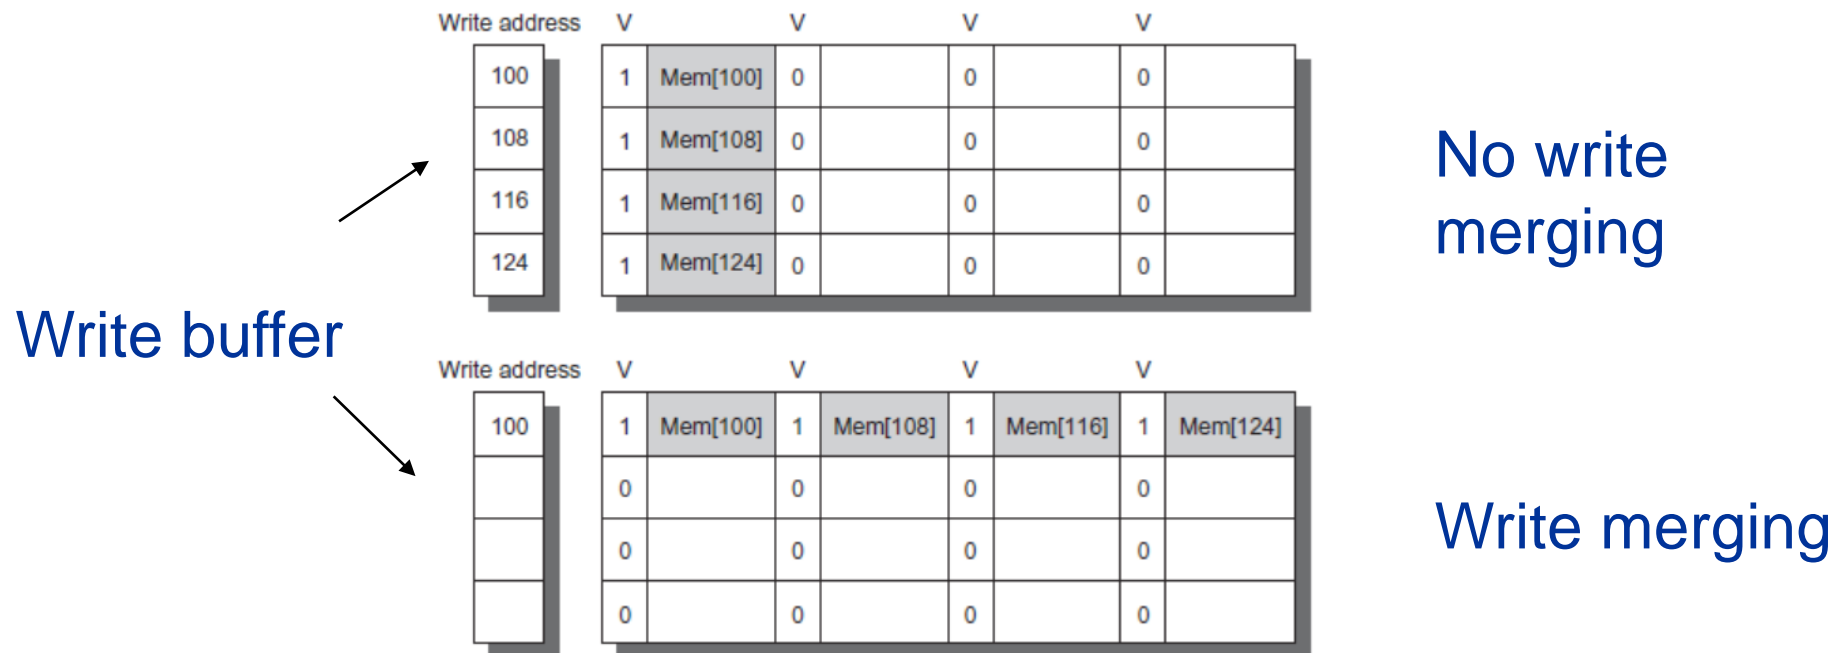 Write address V V V V
100 1 Mem[100] 0 0 0
108 1 Mem[108] 0 0 0
116 1 Mem[116] 0 0 0
124 1 Mem[124] 0 0 0
No write
merging
Write buffer
Write address V V V V
100 1 Mem[100] 1 Mem[108] 1 Mem[116] 1 Mem[124]
0 0 0 0
0 0 0 0
0 0 0 0
Write merging